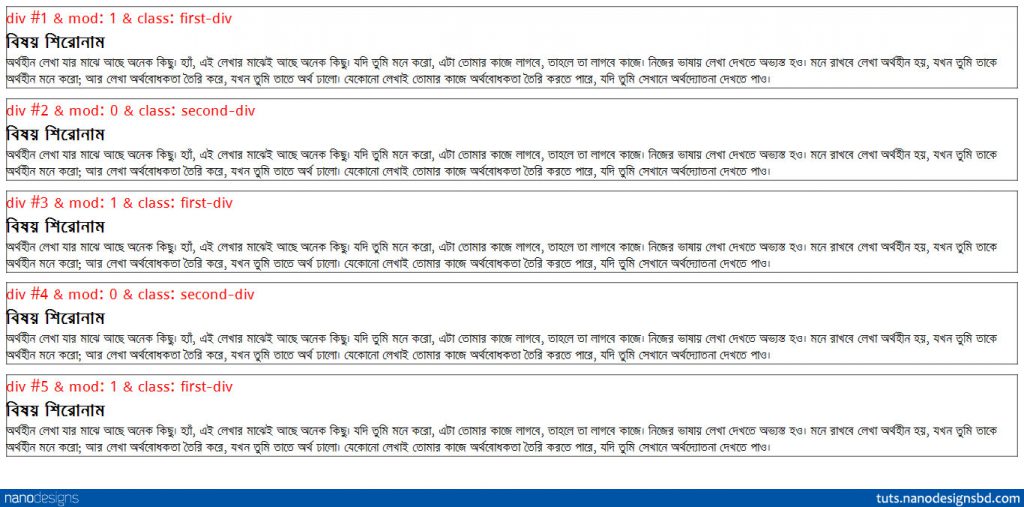 div #1 & mod: 1 & class: first-div
বিষয় শিরোনাম
অর্থহীন লেখা যার মাঝে আছে অনেক কিছু। হ্যাঁ, এই লেখার মাঝেই আছে অনেক কিছু। যদি তুমি মনে করো, এটা তোমার কাজে লাগবে, তাহলে তা লাগবে কাজে। নিজের ভাষায় লেখা দেখতে অভ্যস্ত হও। মনে রাখবে লেখা অর্থহীন হয়, যখন তুমি তাকে
অর্থহীন মনে করো; আর লেখা অর্থবোধকতা তৈরি করে, যখন তুমি তাতে অর্থ ঢালো। যেকোনো লেখাই তোমার কাজে অর্থবোধকতা তৈরি করতে পারে, যদি তুমি সেখানে অর্থদ্যোতনা দেখতে পাও।
div #2 & mod: 0 & class: second-div
বিষয় শিরোনাম
অর্থহীন লেখা যার মাঝে আছে অনেক কিছু। হ্যাঁ, এই লেখার মাঝেই আছে অনেক কিছু। যদি তুমি মনে করো, এটা তোমার কাজে লাগবে, তাহলে তা লাগবে কাজে। নিজের ভাষায় লেখা দেখতে অভ্যস্ত হও। মনে রাখবে লেখা অর্থহীন হয়, যখন তুমি তাকে
অর্থহীন মনে করো; আর লেখা অর্থবোধকতা তৈরি করে, যখন তুমি তাতে অর্থ ঢালো। যেকোনো লেখাই তোমার কাজে অর্থবোধকতা তৈরি করতে পারে, যদি তুমি সেখানে অর্থদ্যোতনা দেখতে পাও।
div #3 & mod: 1 & class: first-div
বিষয় শিরোনাম
অর্থহীন লেখা যার মাঝে আছে অনেক কিছু। হ্যাঁ, এই লেখার মাঝেই আছে অনেক কিছু। যদি তুমি মনে করো, এটা তোমার কাজে লাগবে, তাহলে তা লাগবে কাজে। নিজের ভাষায় লেখা দেখতে অভ্যস্ত হও। মনে রাখবে লেখা অর্থহীন হয়, যখন তুমি তাকে
অর্থহীন মনে করো; আর লেখা অর্থবোধকতা তৈরি করে, যখন তুমি তাতে অর্থ ঢালো। যেকোনো লেখাই তোমার কাজে অর্থবোধকতা তৈরি করতে পারে, যদি তুমি সেখানে অর্থদ্যোতনা দেখতে পাও।
div #4 & mod: 0 & class: second-div
বিষয় শিরোনাম
অর্থহীন লেখা যার মাঝে আছে অনেক কিছু। হ্যাঁ, এই লেখার মাঝেই আছে অনেক কিছু। যদি তুমি মনে করো, এটা তোমার কাজে লাগবে, তাহলে তা লাগবে কাজে। নিজের ভাষায় লেখা দেখতে অভ্যস্ত হও। মনে রাখবে লেখা অর্থহীন হয়, যখন তুমি তাকে
অর্থহীন মনে করো; আর লেখা অর্থবোধকতা তৈরি করে, যখন তুমি তাতে অর্থ ঢালো। যেকোনো লেখাই তোমার কাজে অর্থবোধকতা তৈরি করতে পারে, যদি তুমি সেখানে অর্থদ্যোতনা দেখতে পাও।
div #5 & mod: 1 & class: first-div
বিষয় শিরোনাম
অর্থহীন লেখা যার মাঝে আছে অনেক কিছু। হ্যাঁ, এই লেখার মাঝেই আছে অনেক কিছু। যদি তুমি মনে করো, এটা তোমার কাজে লাগবে, তাহলে তা লাগবে কাজে। নিজের ভাষায় লেখা দেখতে অভ্যস্ত হও। মনে রাখবে লেখা অর্থহীন হয়, যখন তুমি তাকে
অর্থহীন মনে করো; আর লেখা অর্থবোধকতা তৈরি করে, যখন তুমি তাতে অর্থ ঢালো। যেকোনো লেখাই তোমার কাজে অর্থবোধকতা তৈরি করতে পারে, যদি তুমি সেখানে অর্থদ্যোতনা দেখতে পাও।
nanodesigns tuts.nanodesignsbd.com